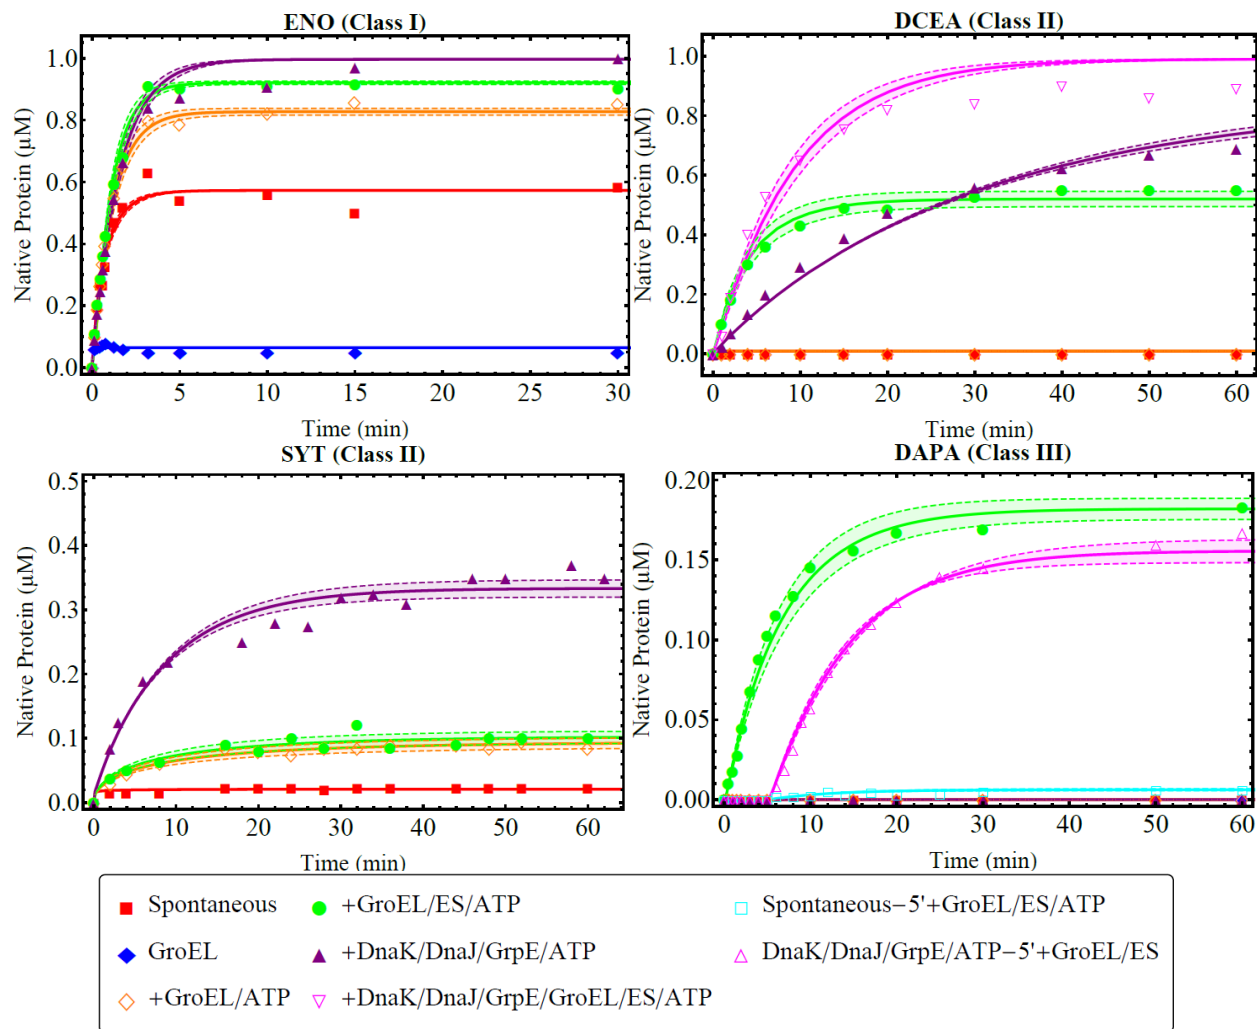 ENO (Class I)
Native Protein (μM)
1.0
0.8
0.6
0.4
0.2
0.0
0 5 10 15 20 25 30
Time (min)
DCEA (Class II)
Native Protein (μM)
1.0
0.8
0.6
0.4
0.2
0.0
0 10 20 30 40 50 60
Time (min)
SYT (Class II)
Native Protein (μM)
0.5
0.4
0.3
0.2
0.1
0.0
0 10 20 30 40 50 60
Time (min)
DAPA (Class III)
Native Protein (μM)
0.20
0.15
0.10
0.05
0.00
0 10 20 30 40 50 60
Time (min)
Spontaneous
+GroEL/ES/ATP
Spontaneous−5'+GroEL/ES/ATP
GroEL
+DnaK/DnaJ/GrpE/ATP
DnaK/DnaJ/GrpE/ATP−5'+GroEL/ES
+GroEL/ATP
+DnaK/DnaJ/GrpE/GroEL/ES/ATP